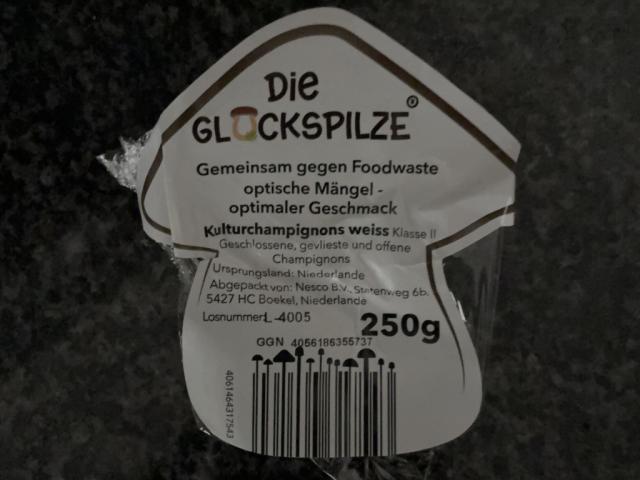 Die
GLÜCKSPILZE®
Gemeinsam gegen Foodwaste
optische Mängel -
optimaler Geschmack
Kulturchampignons weiss Klasse II
Geschlossene, gevlieste und offene
Champignons
Ursprungsland: Niederlande
Abgepackt von: Nesco B.V., Statenweg 6b,
5427 HC Boekel, Niederlande
Losnummer: L-4005
250g
GGN 4056186355737
4061464317543